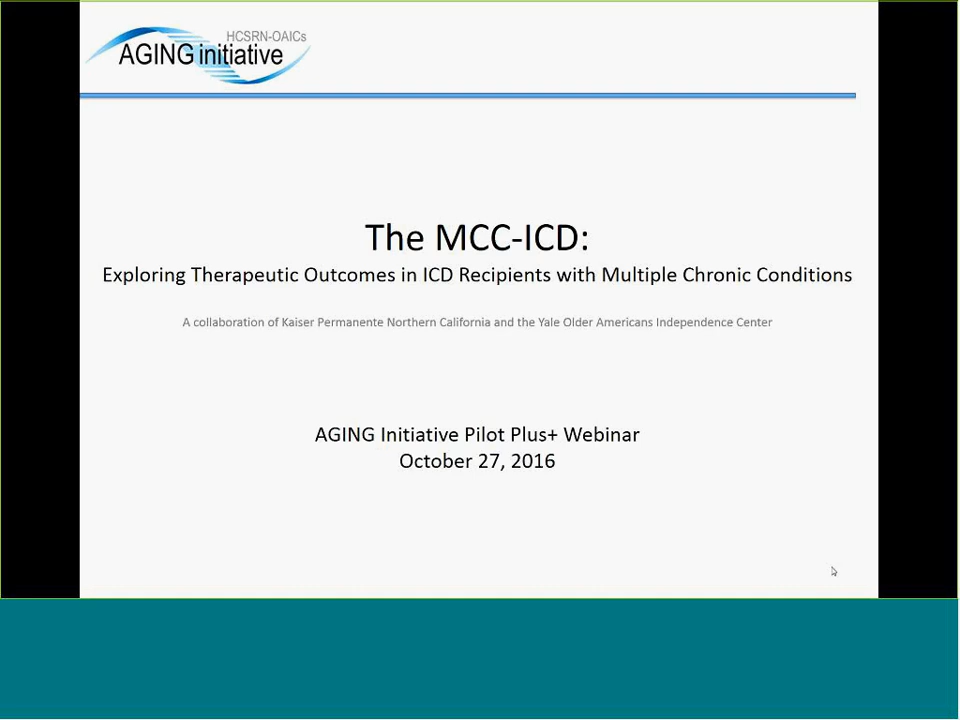 HCSRN-OAICs
AGING initiative
The MCC-ICD:
Exploring Therapeutic Outcomes in ICD Recipients with Multiple Chronic Conditions
A collaboration of Kaiser Permanente Northern California and the Yale Older Americans Independence Center
AGING Initiative Pilot Plus+ Webinar
October 27, 2016